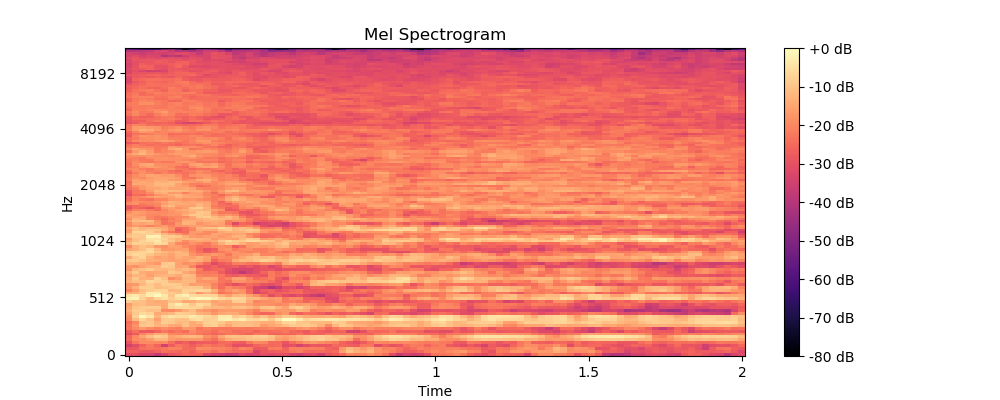 Mel Spectrogram
Hz
8192
4096
2048
1024
512
0
0
0.5
1
1.5
2
Time
+0 dB
-10 dB
-20 dB
-30 dB
-40 dB
-50 dB
-60 dB
-70 dB
-80 dB